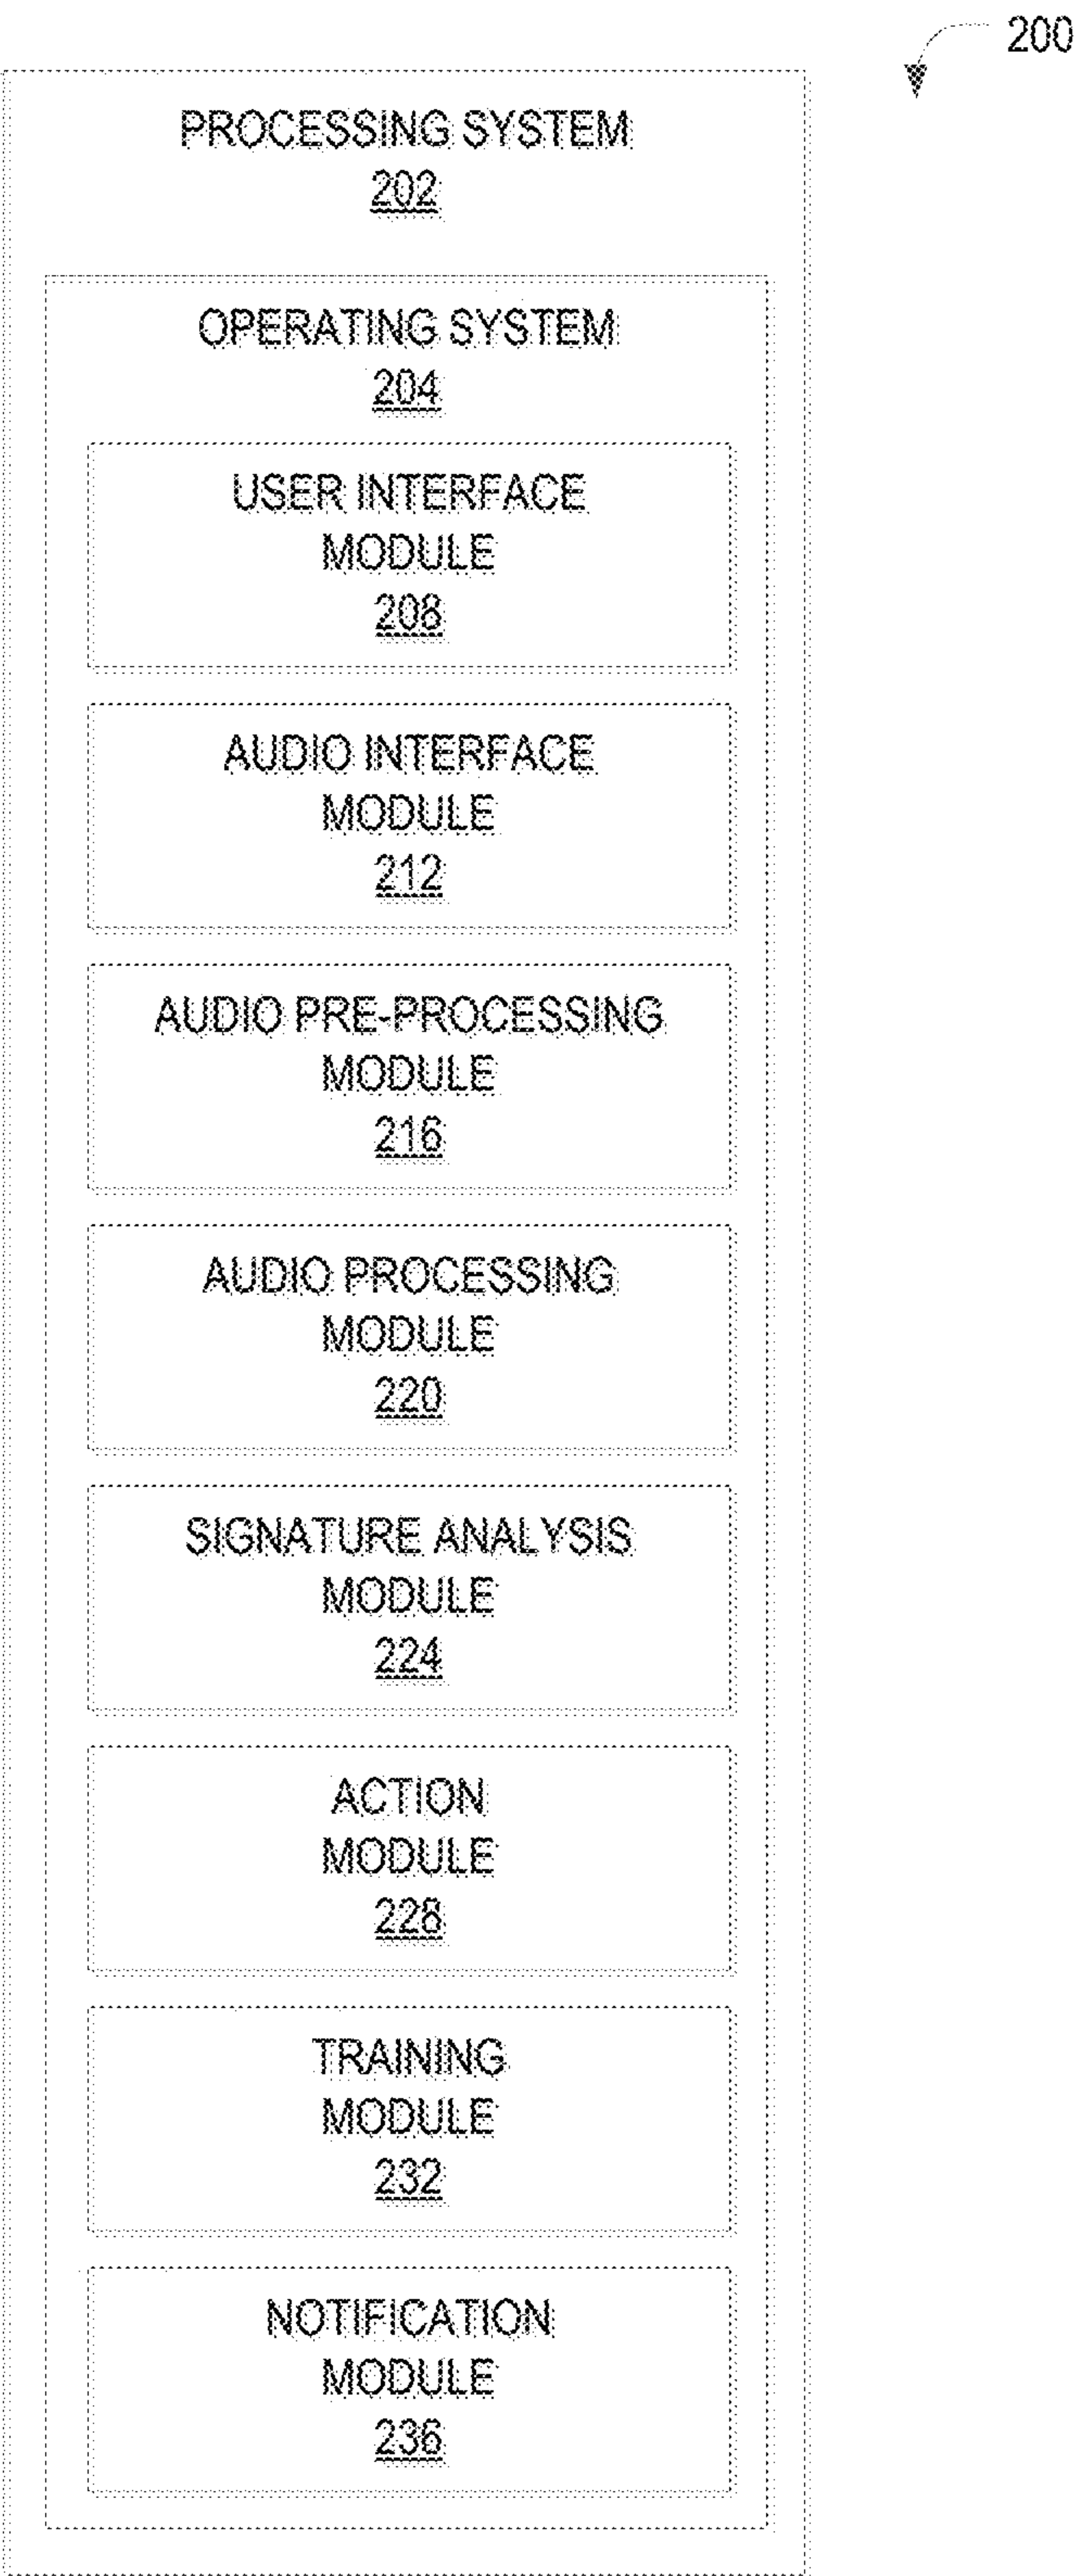 200
PROCESSING SYSTEM
202
OPERATING SYSTEM
204
USER INTERFACE
MODULE
208
AUDIO INTERFACE
MODULE
212
AUDIO PRE-PROCESSING
MODULE
216
AUDIO PROCESSING
MODULE
220
SIGNATURE ANALYSIS
MODULE
224
ACTION
MODULE
228
TRAINING
MODULE
232
NOTIFICATION
MODULE
236